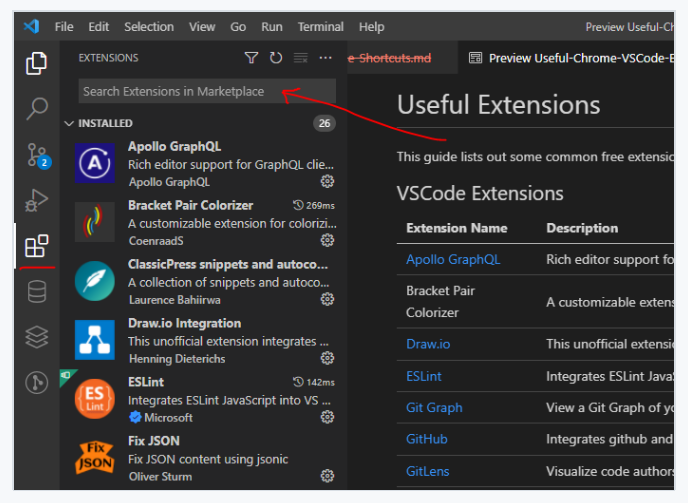 File Edit Selection View Go Run Terminal Help Preview Useful-Ch
EXTENSIONS
Search Extensions in Marketplace
INSTALLED 26
Apollo GraphQL
Rich editor support for GraphQL clie...
Apollo GraphQL
Bracket Pair Colorizer 269ms
A customizable extension for colorizi...
CoenraadS
ClassicPress snippets and autoco...
A collection of snippets and autoco...
Laurence Bahiirwa
Draw.io Integration
This unofficial extension integrates ...
Henning Dieterichs
ES
Lint
ESLint 142ms
Integrates ESLint JavaScript into VS ...
Microsoft
Fix
JSON
Fix JSON
Fix JSON content using jsonic
Oliver Sturm
2
e-Shortcuts.md Preview Useful-Chrome-VSCode-E
Useful Extensions
This guide lists out some common free extensio
VSCode Extensions
Extension Name Description
Apollo GraphQL Rich editor support fo
Bracket Pair
Colorizer A customizable extens
Draw.io This unofficial extensi
ESLint Integrates ESLint Java
Git Graph View a Git Graph of yo
GitHub Integrates github and
GitLens Visualize code authors